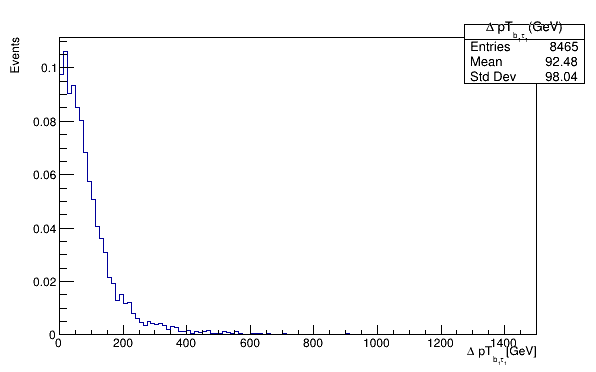 Δ pT_{b_1τ_1}(GeV)
Entries 8465
Mean 92.48
Std Dev 98.04
Events
0.1
0.08
0.06
0.04
0.02
0
0 200 400 600 800 1000 1200 1400
Δ pT_{b_1τ_1}[GeV]